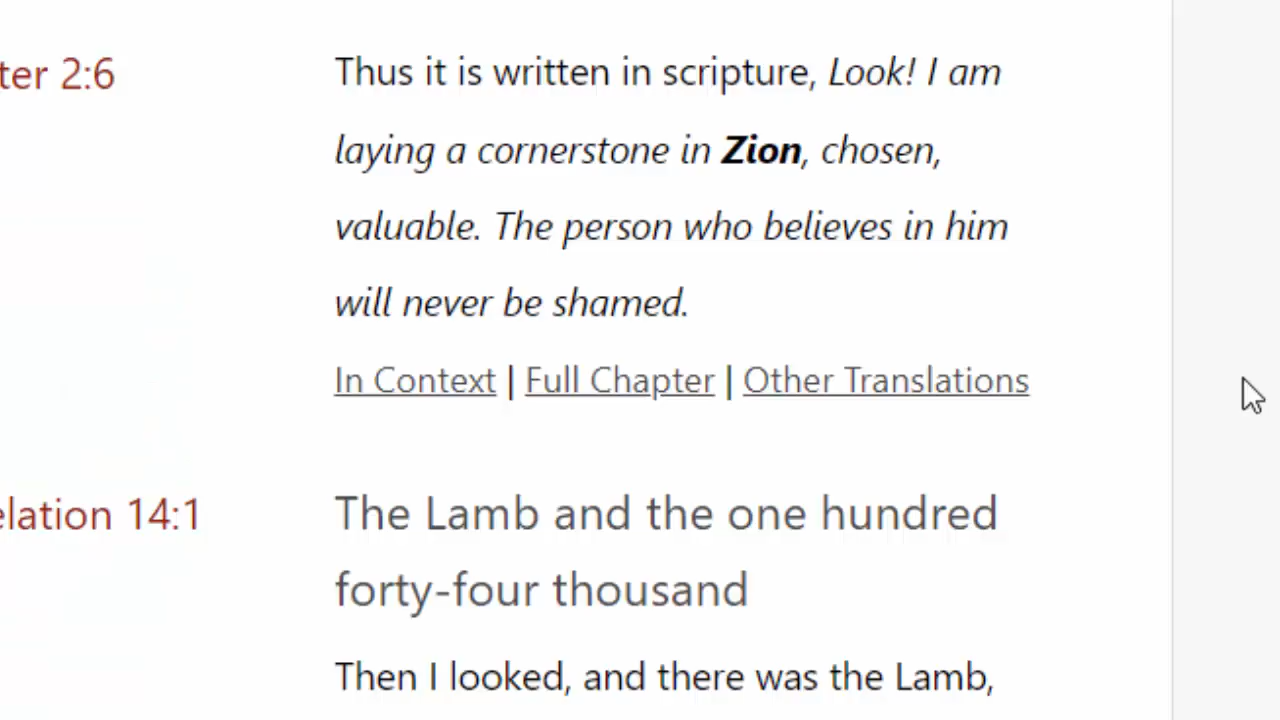 ter 2:6
Thus it is written in scripture, Look! I am
laying a cornerstone in Zion, chosen,
valuable. The person who believes in him
will never be shamed.
In Context | Full Chapter | Other Translations
elation 14:1
The Lamb and the one hundred
forty-four thousand
Then I looked, and there was the Lamb,